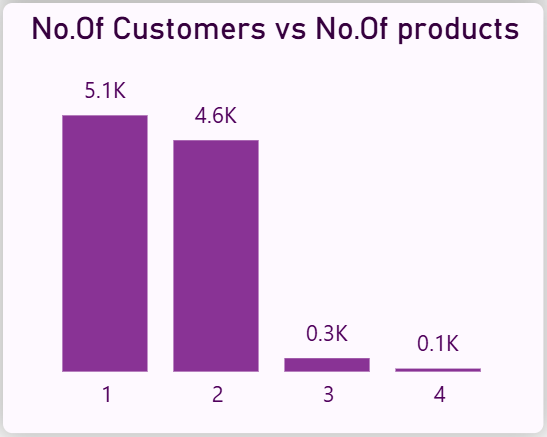 No.Of Customers vs No.Of products
5.1K
4.6K
0.3K
0.1K
1 2 3 4